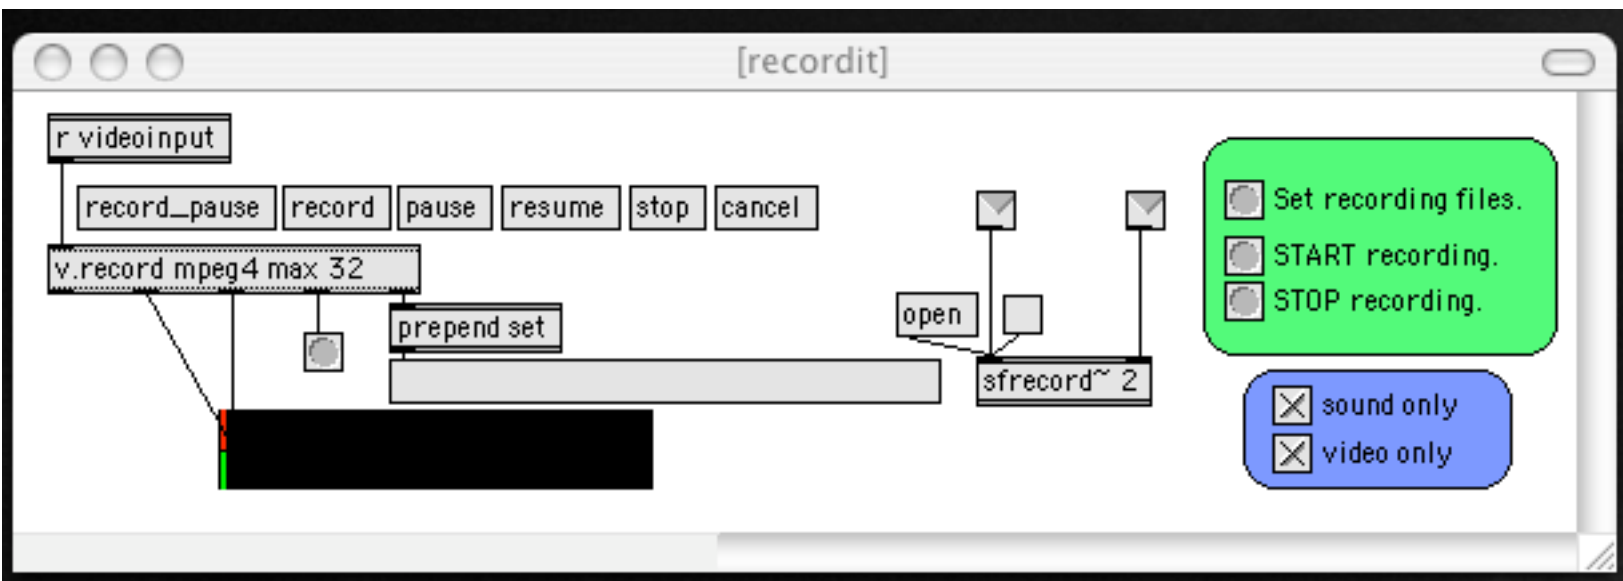 [recordit]
r videoinput
record_pause record pause resume stop cancel
v.record mpeg4 max 32
prepend set
open
sfrecord~ 2
Set recording files.
START recording.
STOP recording.
sound only
video only